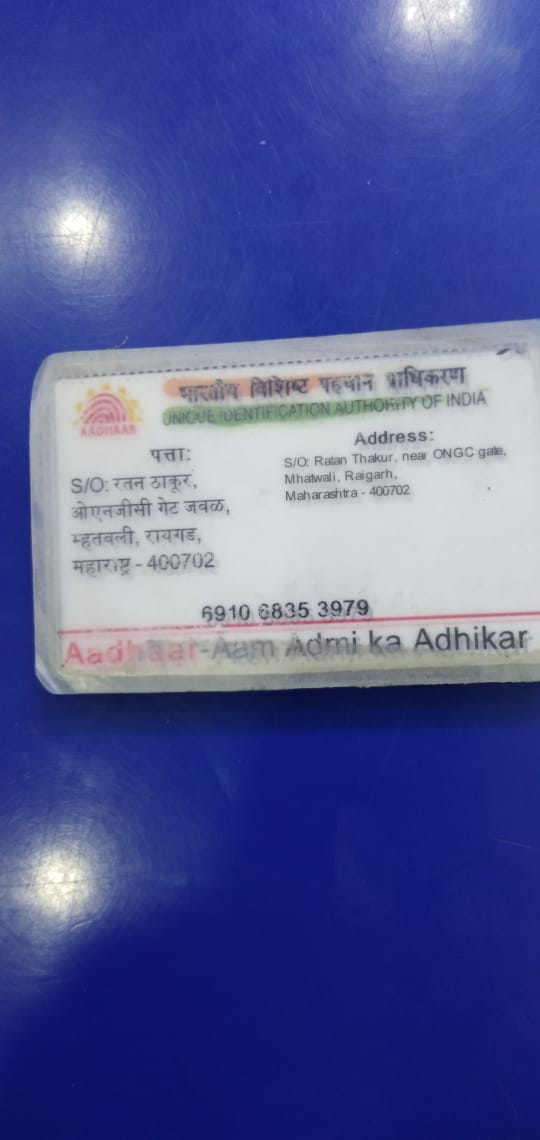 भारतीय विशिष्ट पहचान प्राधिकरण
UNIQUE IDENTIFICATION AUTHORITY OF INDIA
AADHAAR
पत्ता:
S/O: रतन ठाकूर,
ओएनजीसी गेट जवळ,
म्हतवली, रायगड,
महाराष्ट्र - 400702
Address:
S/O: Ratan Thakur, near ONGC gate,
Mhatwali, Raigarh,
Maharashtra - 400702
6910 6835 3979
Aadhaar-Aam Admi ka Adhikar